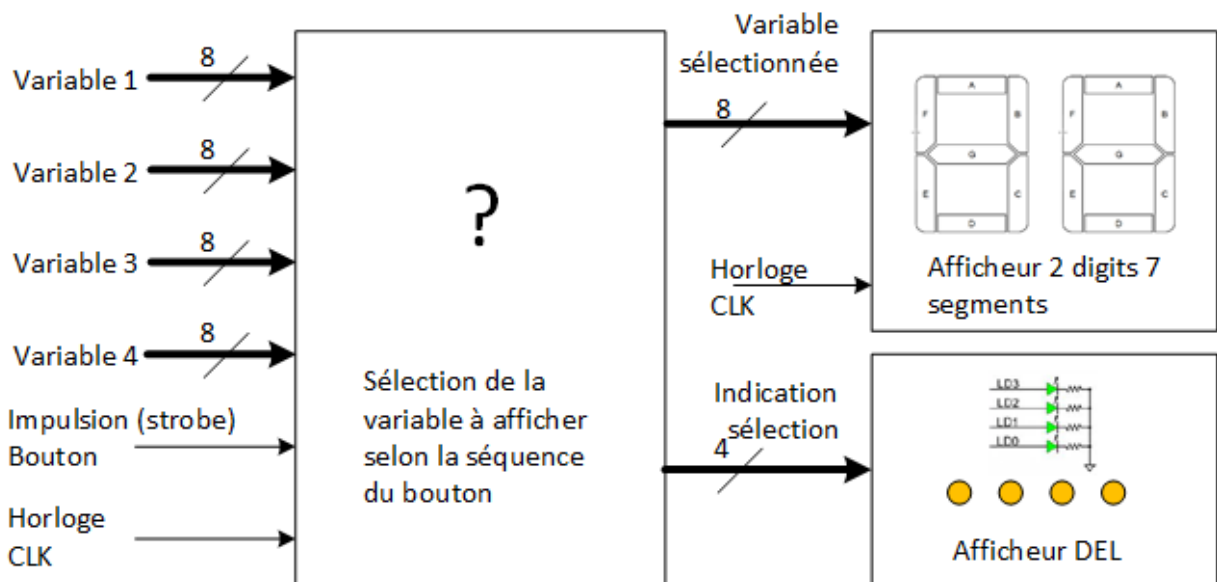 Variable 1
8
Variable 2
8
Variable 3
8
Variable 4
8
Impulsion (strobe)
Bouton
Horloge
CLK
?
Sélection de la
variable à afficher
selon la séquence
du bouton
Variable
sélectionnée
8
Horloge
CLK
Indication
sélection
4
A
F
B
G
E
C
D
A
F
B
G
E
C
D
Afficheur 2 digits 7
segments
LD3
LD2
LD1
LD0
Afficheur DEL